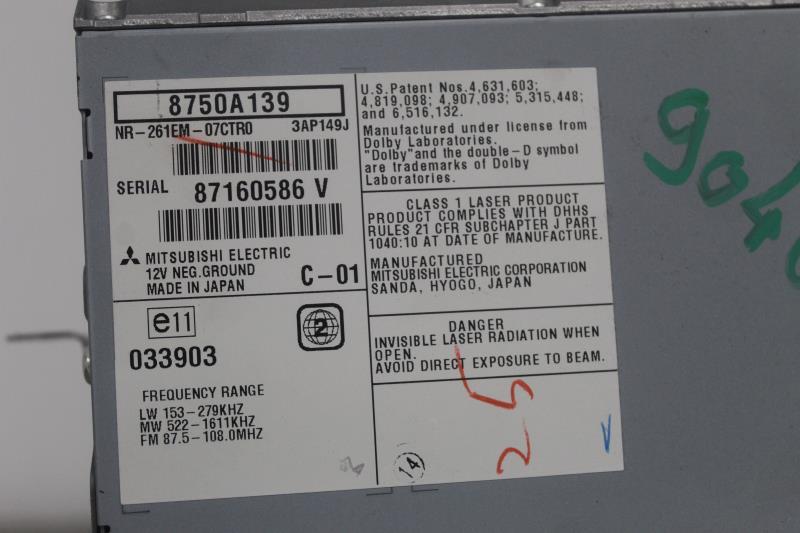 8750A139
NR-261EM-07CTR0 3AP149J
SERIAL 87160586 V
MITSUBISHI ELECTRIC
12V NEG.GROUND
MADE IN JAPAN C-01
e11
2
033903
FREQUENCY RANGE
LW 153-279KHZ
MW 522-1611KHZ
FM 87.5-108.0MHZ
U.S.Patent Nos.4,631,603;
4,819,098; 4,907,093; 5,315,448;
and 6,516,132.
Manufactured under license from
Dolby Laboratories.
"Dolby"and the double-D symbol
are trademarks of Dolby
Laboratories.
CLASS 1 LASER PRODUCT
PRODUCT COMPLIES WITH DHHS
RULES 21 CFR SUBCHAPTER J PART
1040:10 AT DATE OF MANUFACTURE.
MANUFACTURED
MITSUBISHI ELECTRIC CORPORATION
SANDA, HYOGO, JAPAN
DANGER
INVISIBLE LASER RADIATION WHEN
OPEN.
AVOID DIRECT EXPOSURE TO BEAM.
14
25
V